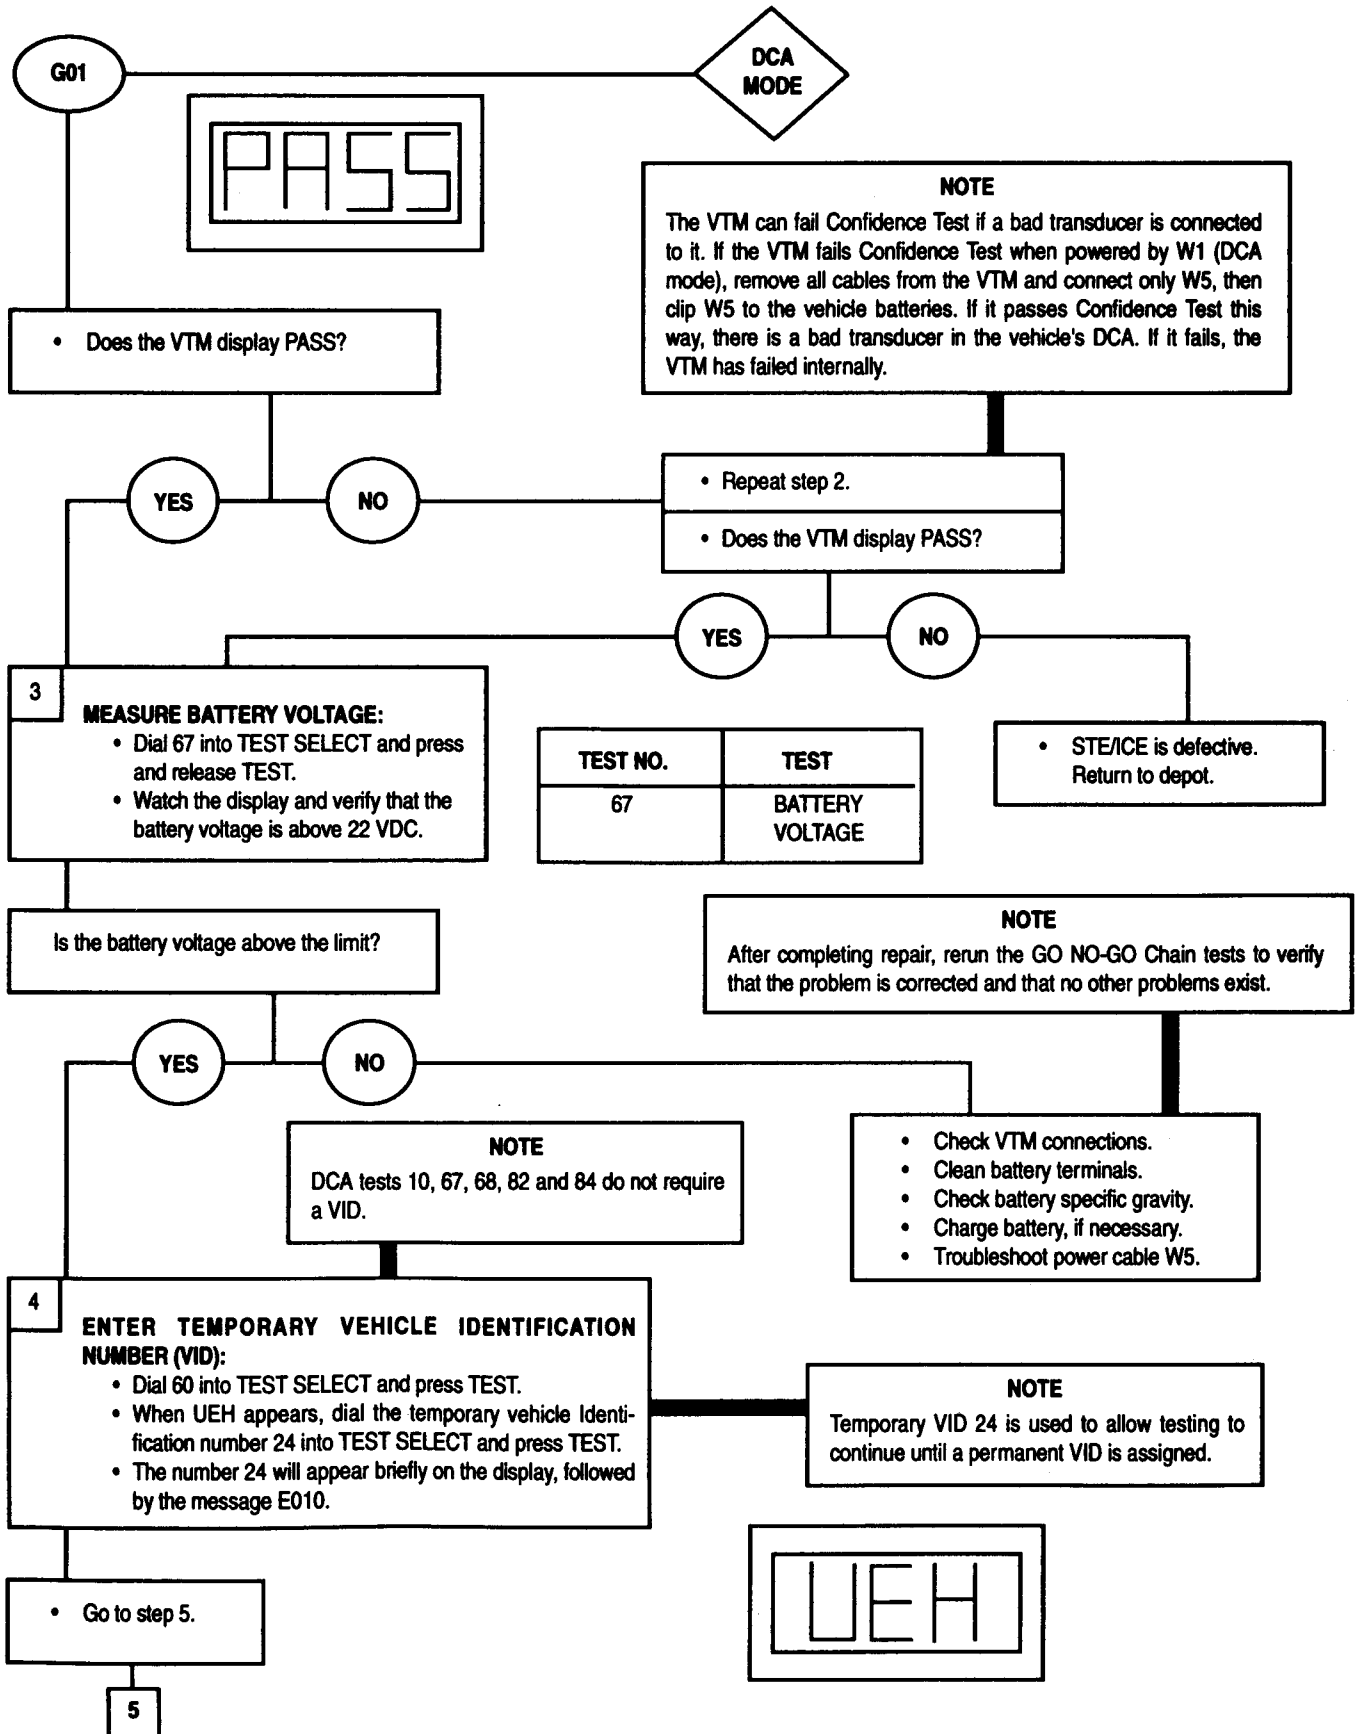 G01
DCA
MODE
PASS
NOTE
The VTM can fail Confidence Test if a bad transducer is connected
to it. If the VTM fails Confidence Test when powered by W1 (DCA
mode), remove all cables from the VTM and connect only W5, then
clip W5 to the vehicle batteries. If it passes Confidence Test this
way, there is a bad transducer in the vehicle's DCA. If it fails, the
VTM has failed internally.
• Does the VTM display PASS?
YES
NO
• Repeat step 2.
• Does the VTM display PASS?
YES
NO
3
MEASURE BATTERY VOLTAGE:
• Dial 67 into TEST SELECT and press
and release TEST.
• Watch the display and verify that the
battery voltage is above 22 VDC.
TEST NO. TEST
67 BATTERY
VOLTAGE
• STE/ICE is defective.
Return to depot.
Is the battery voltage above the limit?
NOTE
After completing repair, rerun the GO NO-GO Chain tests to verify
that the problem is corrected and that no other problems exist.
YES
NO
NOTE
DCA tests 10, 67, 68, 82 and 84 do not require
a VID.
• Check VTM connections.
• Clean battery terminals.
• Check battery specific gravity.
• Charge battery, if necessary.
• Troubleshoot power cable W5.
4
ENTER TEMPORARY VEHICLE IDENTIFICATION
NUMBER (VID):
• Dial 60 into TEST SELECT and press TEST.
• When UEH appears, dial the temporary vehicle Identi-
fication number 24 into TEST SELECT and press TEST.
• The number 24 will appear briefly on the display, followed
by the message E010.
NOTE
Temporary VID 24 is used to allow testing to
continue until a permanent VID is assigned.
UEH
• Go to step 5.
5